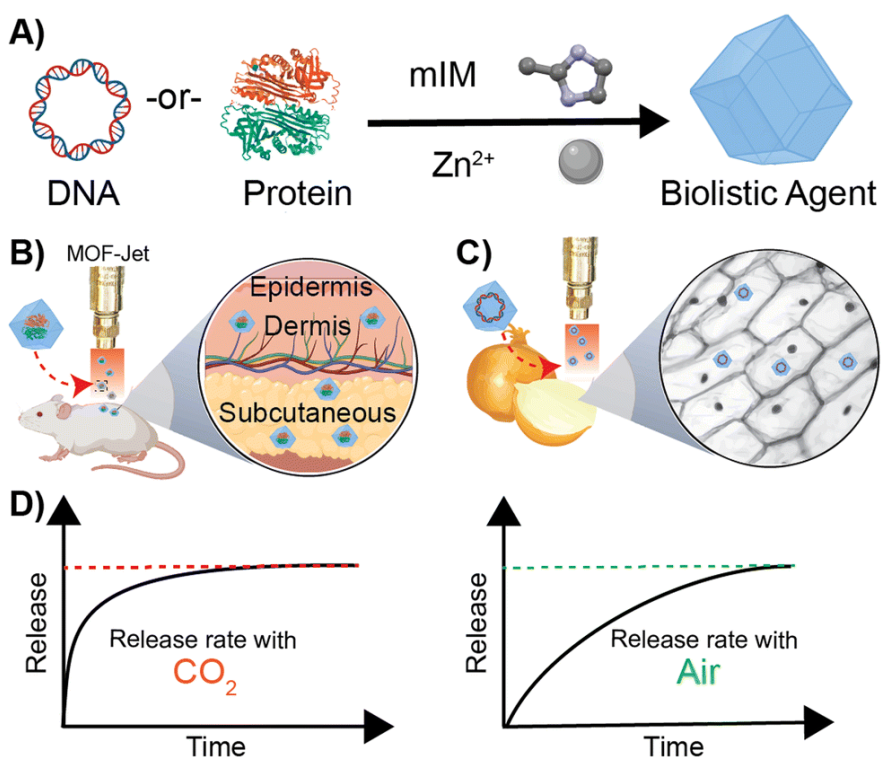 A)
-or-
mIM
Zn²⁺
DNA
Protein
Biolistic Agent
B)
MOF-Jet
Epidermis
Dermis
Subcutaneous
C)
D)
Release
Release rate with
CO₂
Time
Release
Release rate with
Air
Time